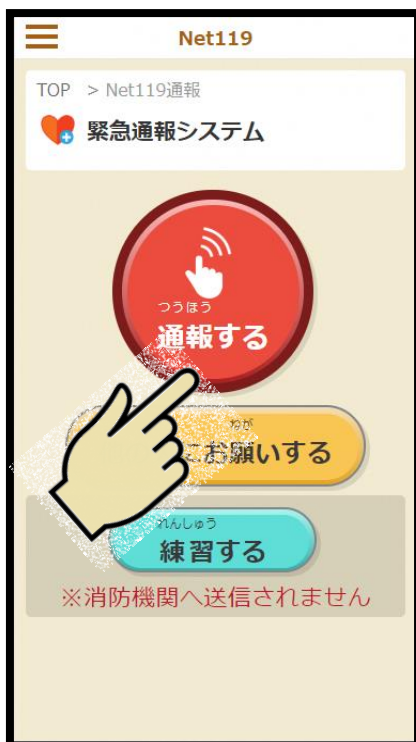 Net119
TOP > Net119通報
緊急通報システム
つうほう
通報する
ねが
にお願いする
れんしゅう
練習する
※消防機関へ送信されません